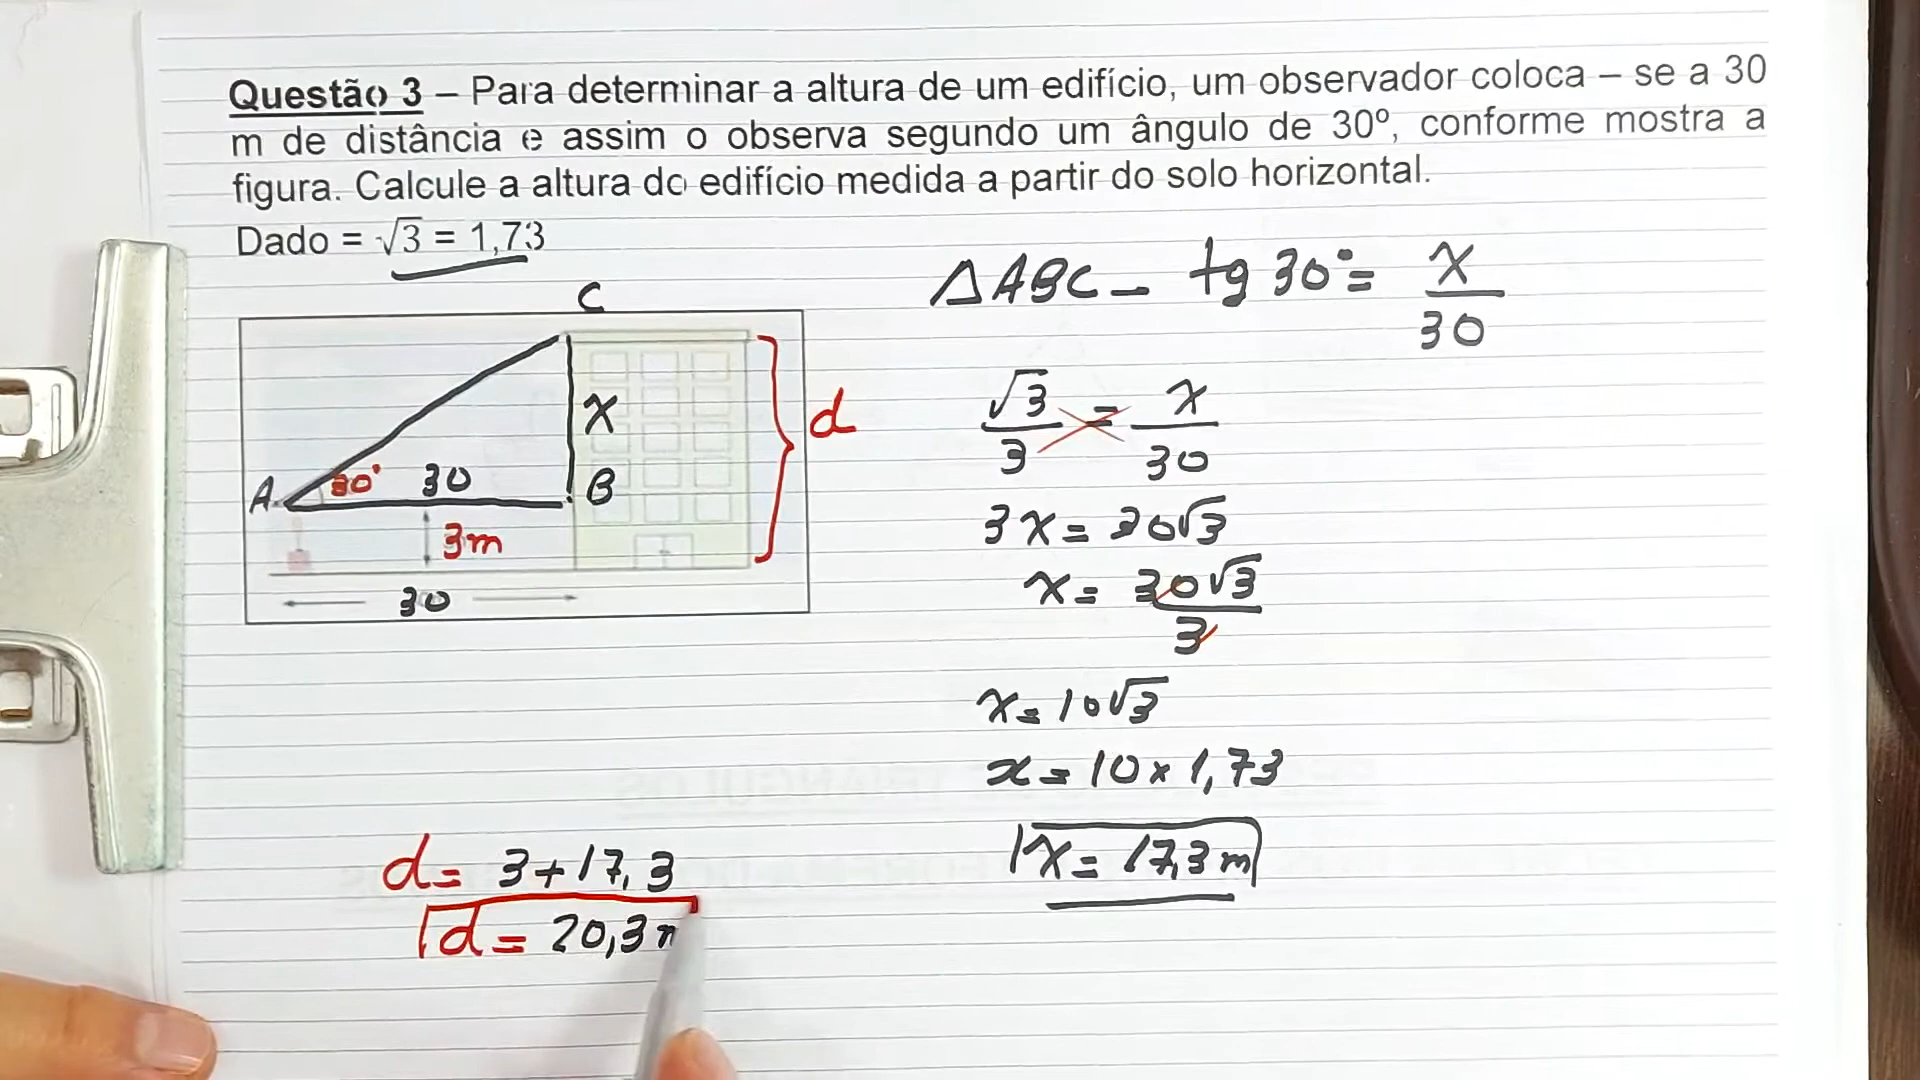 Questão 3 – Para determinar a altura de um edifício, um observador coloca – se a 30
m de distância e assim o observa segundo um ângulo de 30º, conforme mostra a
figura. Calcule a altura do edifício medida a partir do solo horizontal.
Dado = √3 = 1,73
C
X
d
A
30°
30
B
3m
30
ΔABC – tg 30° = x/30
√3/3 = x/30
3x = 30√3
x = 30√3/3
x = 10√3
x = 10 × 1,73
x = 17,3 m
d = 3 + 17,3
d = 20,3 m